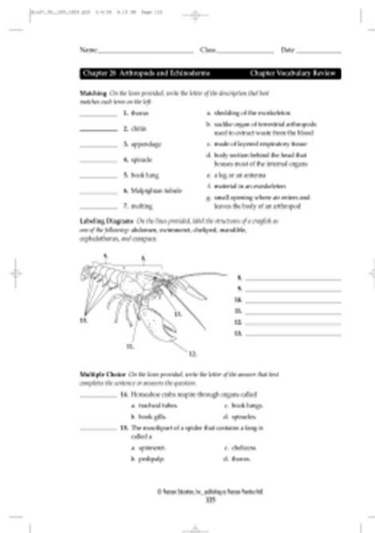 Name
Class
Date
Chapter 28 Arthropods and Echinoderms
Chapter Vocabulary Review
Matching On the lines provided, write the letter of the description that best
matches each term on the left.
1. thorax
a. shedding of the exoskeleton
2. chitin
b. saclike organ of terrestrial arthropods
used to extract waste from the blood
3. appendage
c. made of layered respiratory tissue
4. spiracle
d. body section behind the head that
houses most of the internal organs
5. book lung
e. a leg or an antenna
6. Malpighian tubule
f. material in an exoskeleton
7. molting
g. small opening where air enters and
leaves the body of an arthropod
Labeling Diagrams On the lines provided, label the structures of a crayfish as
one of the following: abdomen, swimmeret, cheliped, mandible,
cephalothorax, and carapace.
9.
8.
10.
13.
11.
12.
8.
9.
10.
11.
12.
13.
Multiple Choice On the lines provided, write the letter of the answer that best
completes the sentence or answers the question.
14. Horseshoe crabs respire through organs called
a. tracheal tubes.
c. book lungs.
b. book gills.
d. spiracles.
15. The mouthpart of a spider that contains a fang is
called a
a. spinneret.
c. chelicera.
b. pedipalp.
d. thorax.
© Pearson Education, Inc., publishing as Pearson Prentice Hall.